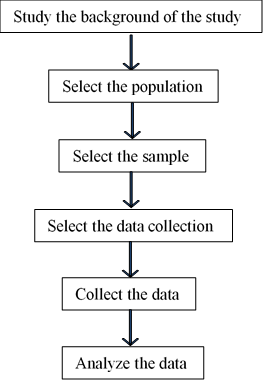 Study the background of the study
Select the population
Select the sample
Select the data collection
Collect the data
Analyze the data